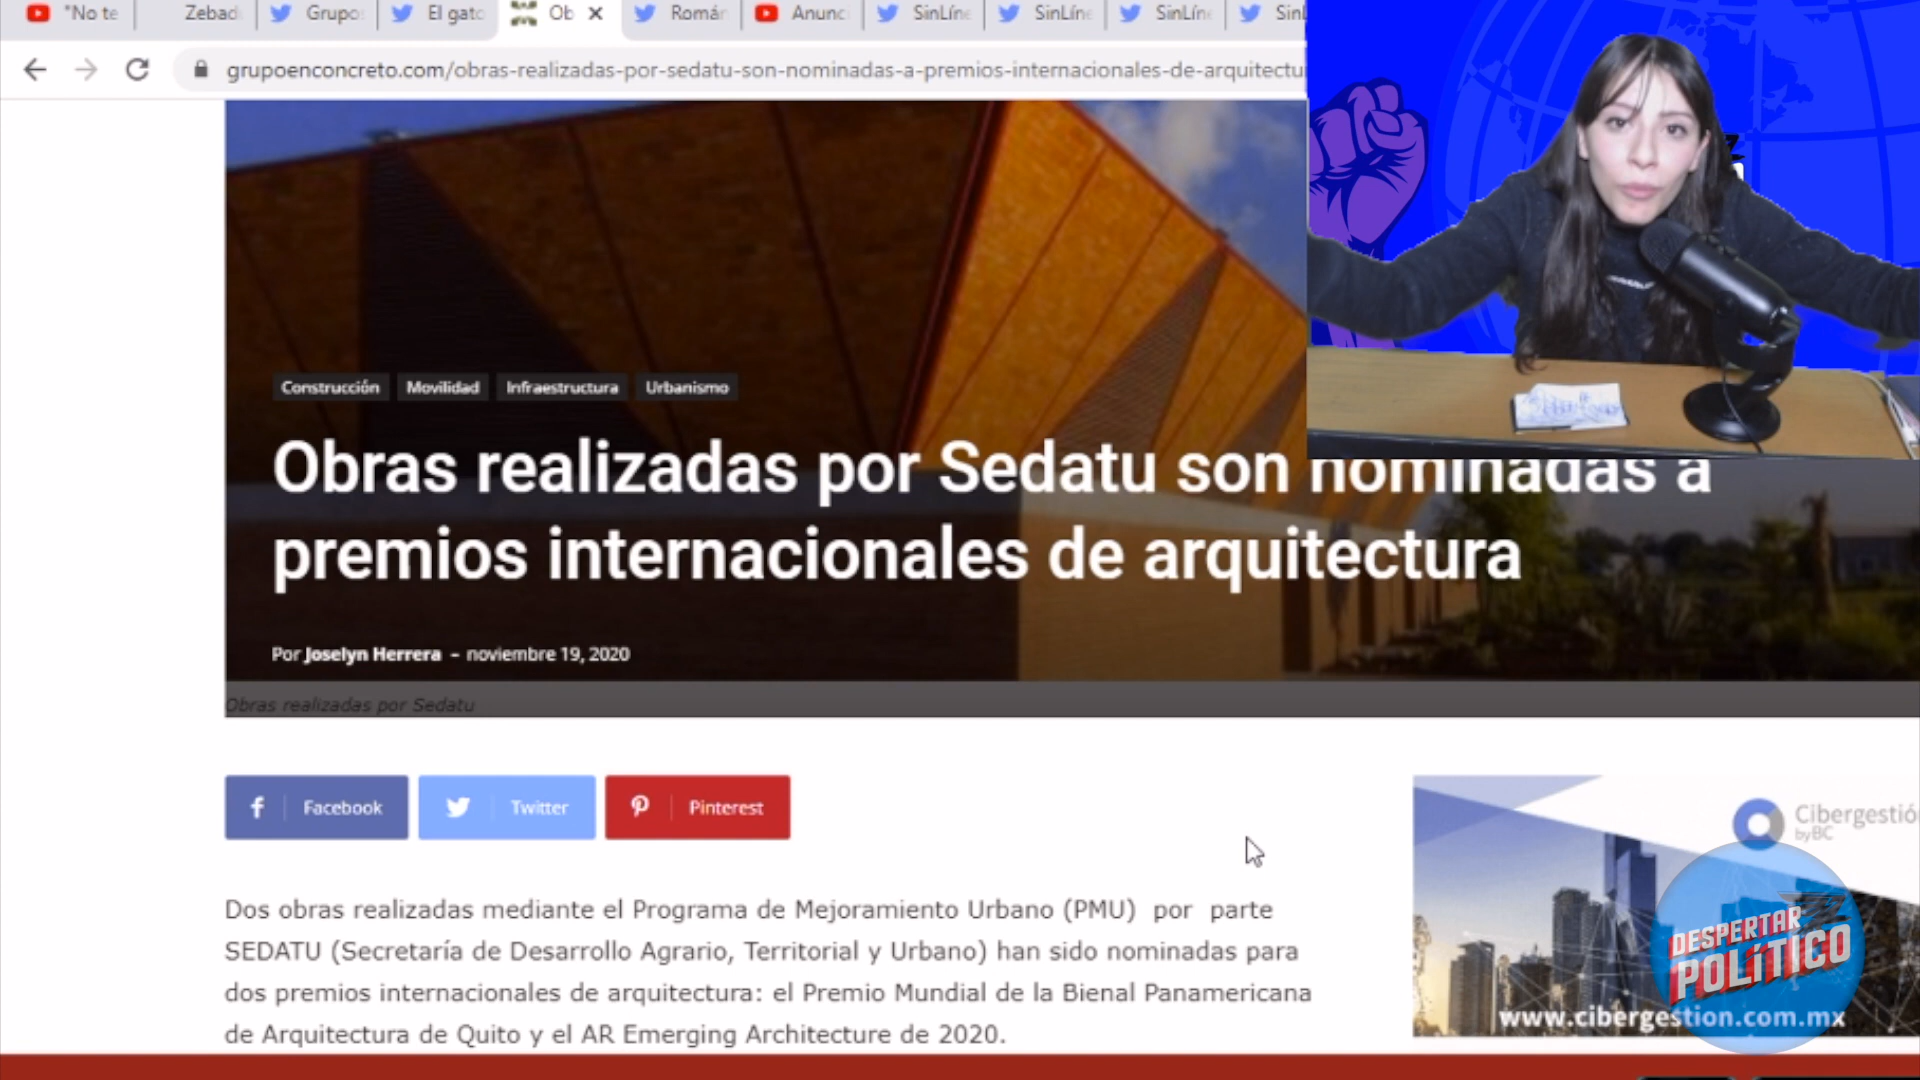 "No te
Zebad
Grupo
El gato
Ob
Román
Anunc
SinLíne
SinLíne
SinLíne
SinL
grupoenconcreto.com/obras-realizadas-por-sedatu-son-nominadas-a-premios-internacionales-de-arquitectu
Construcción Movilidad Infraestructura Urbanismo
Obras realizadas por Sedatu son nominadas a
premios internacionales de arquitectura
Por Joselyn Herrera – noviembre 19, 2020
Obras realizadas por Sedatu
Facebook Twitter Pinterest
Cibergestió
by BC
Dos obras realizadas mediante el Programa de Mejoramiento Urbano (PMU) por parte
SEDATU (Secretaría de Desarrollo Agrario, Territorial y Urbano) han sido nominadas para
dos premios internacionales de arquitectura: el Premio Mundial de la Bienal Panamericana
de Arquitectura de Quito y el AR Emerging Architecture de 2020.
DESPERTAR
POLÍTICO
www.cibergestion.com.mx